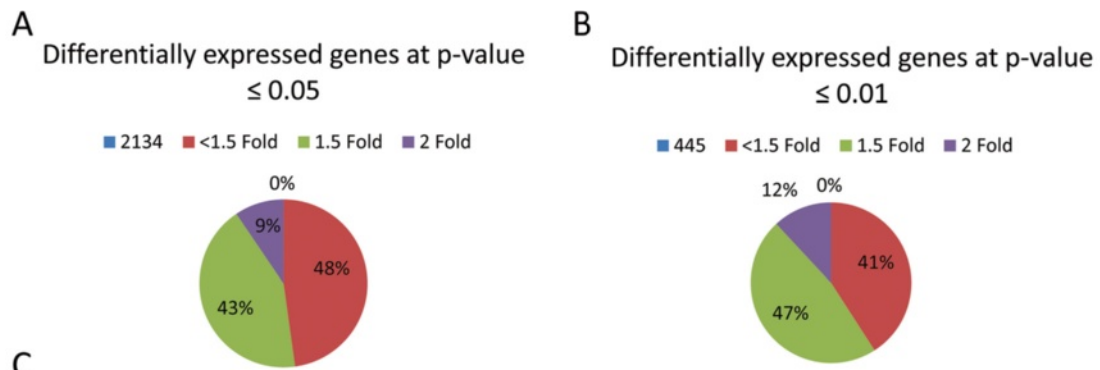 A
Differentially expressed genes at p-value
≤ 0.05
2134 <1.5 Fold 1.5 Fold 2 Fold
0%
9%
48%
43%
B
Differentially expressed genes at p-value
≤ 0.01
445 <1.5 Fold 1.5 Fold 2 Fold
12% 0%
41%
47%
C